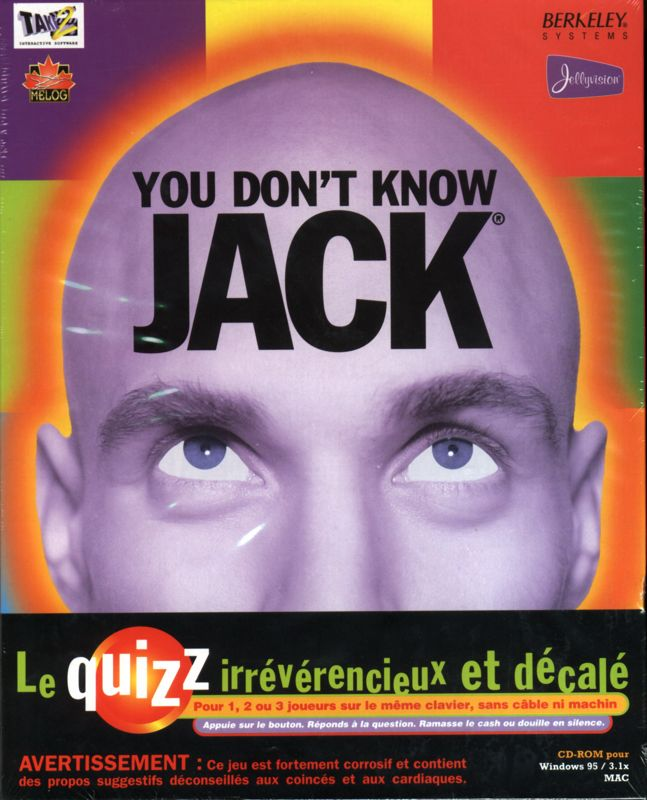 TAKE 2
INTERACTIVE SOFTWARE
MELOG
BERKELEY®
SYSTEMS
Jellyvision®
YOU DON'T KNOW
JACK®
Le quizz irrévérencieux et décalé
Pour 1, 2 ou 3 joueurs sur le même clavier, sans câble ni machin
Appuie sur le bouton. Réponds à la question. Ramasse le cash ou douille en silence.
AVERTISSEMENT : Ce jeu est fortement corrosif et contient
des propos suggestifs déconseillés aux coincés et aux cardiaques.
CD-ROM pour
Windows 95 / 3.1x
MAC